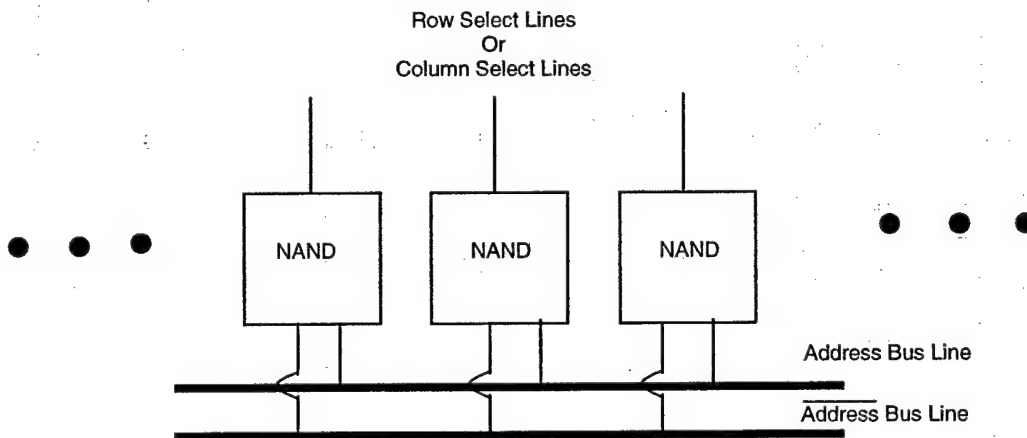 Row Select Lines
Or
Column Select Lines
NAND NAND NAND
Address Bus Line
Address Bus Line